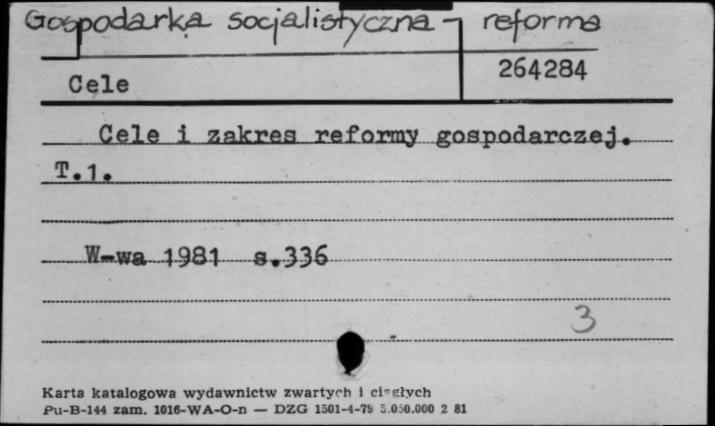 Gospodarka socjalistyczna - reforma
264284
Cele
Cele i zakres reformy gospodarczej.
T.1.
W-wa 1981 s.336
3
Karta katalogowa wydawnictw zwartych i ciągłych
Pu-B-144 zam. 1016-WA-O-n — DZG 1501-4-79 5.050.000 2 81